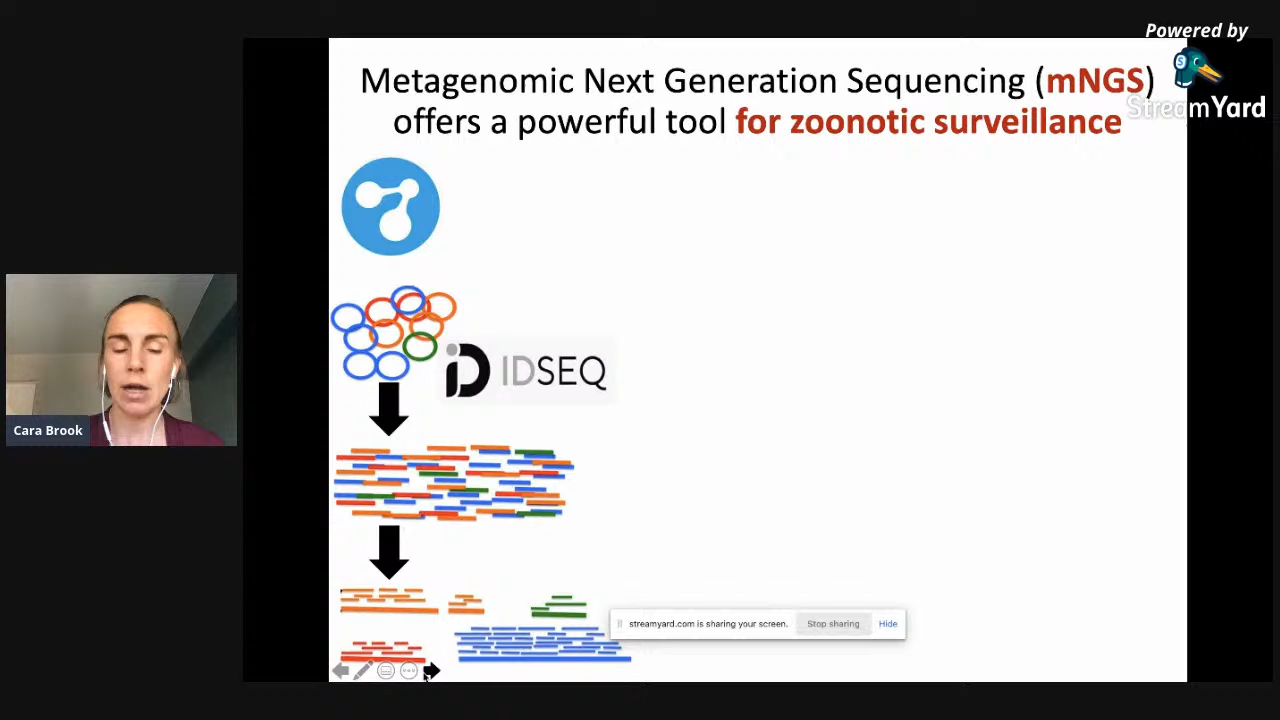 Powered by
StreamYard
Metagenomic Next Generation Sequencing (mNGS)
offers a powerful tool for zoonotic surveillance
iD IDSEQ
Cara Brook
streamyard.com is sharing your screen. Stop sharing Hide